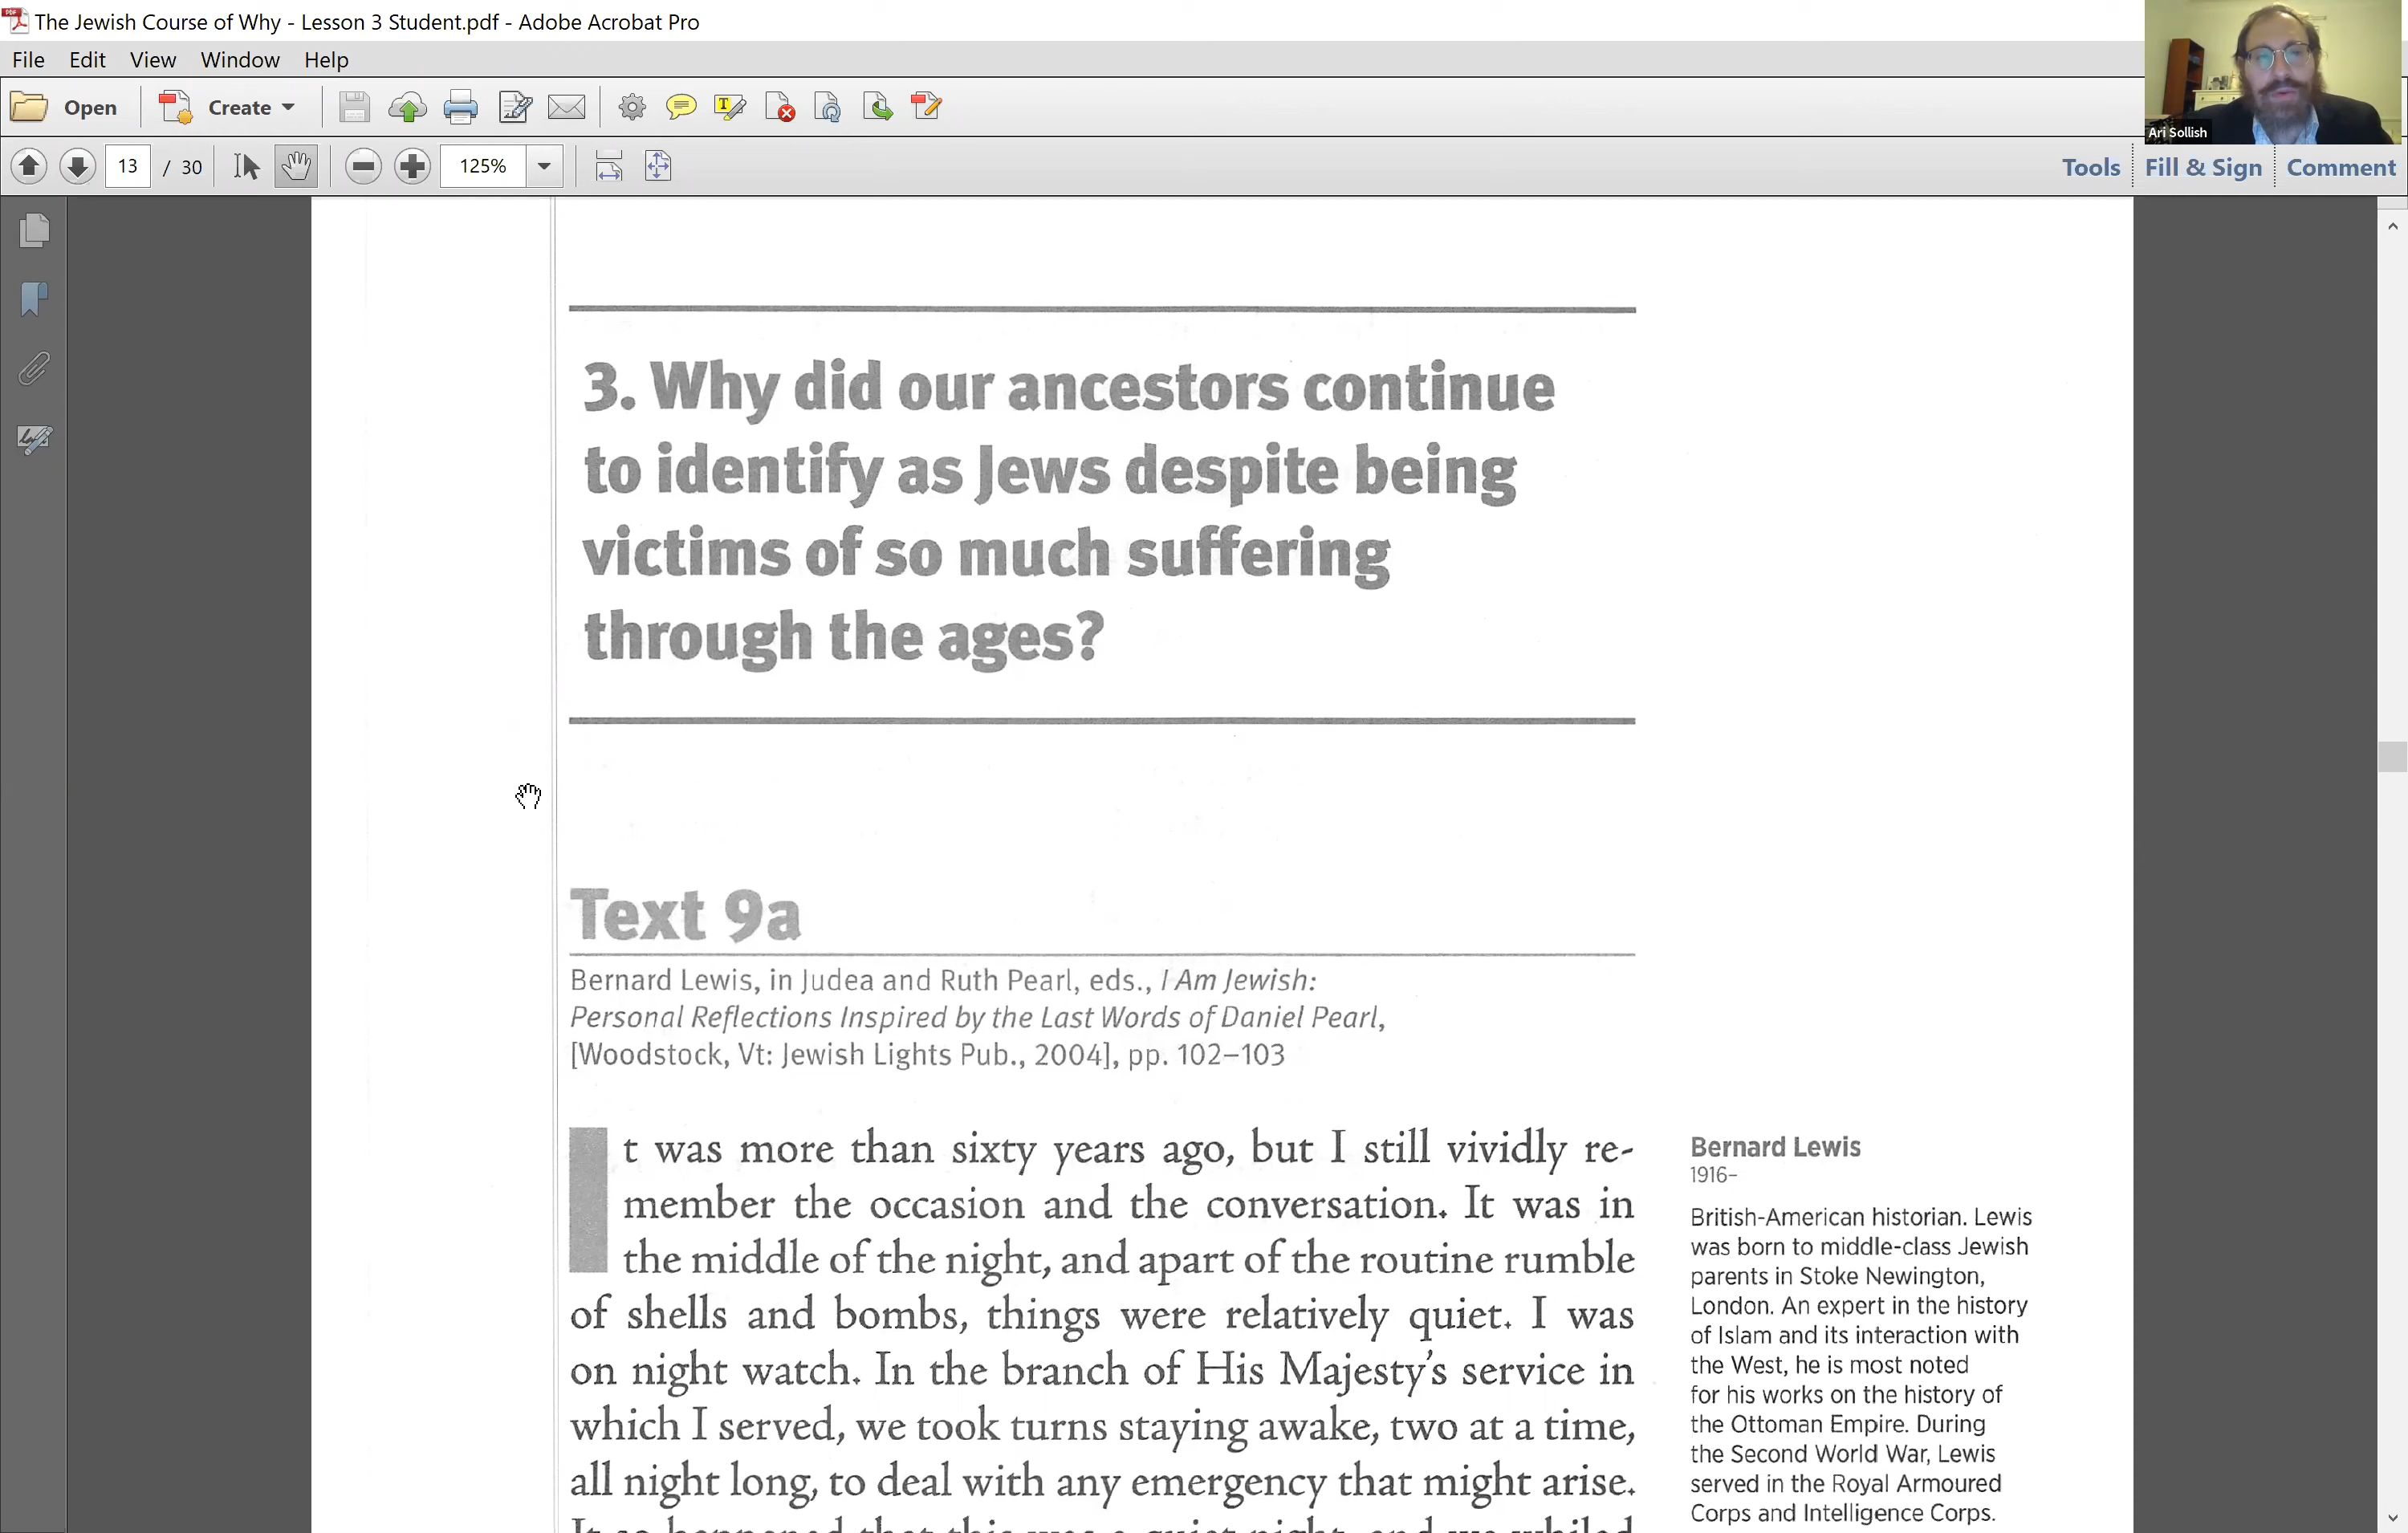 The Jewish Course of Why - Lesson 3 Student.pdf - Adobe Acrobat Pro
File Edit View Window Help
Open Create
13 / 30 125%
Tools Fill & Sign Comment
Ari Sollish
3. Why did our ancestors continue
to identify as Jews despite being
victims of so much suffering
through the ages?
Text 9a
Bernard Lewis, in Judea and Ruth Pearl, eds., I Am Jewish:
Personal Reflections Inspired by the Last Words of Daniel Pearl,
[Woodstock, Vt: Jewish Lights Pub., 2004], pp. 102–103
It was more than sixty years ago, but I still vividly re-
member the occasion and the conversation. It was in
the middle of the night, and apart of the routine rumble
of shells and bombs, things were relatively quiet. I was
on night watch. In the branch of His Majesty's service in
which I served, we took turns staying awake, two at a time,
all night long, to deal with any emergency that might arise.
It so happened that this was a quiet night, and we whiled
Bernard Lewis
1916–
British-American historian. Lewis
was born to middle-class Jewish
parents in Stoke Newington,
London. An expert in the history
of Islam and its interaction with
the West, he is most noted
for his works on the history of
the Ottoman Empire. During
the Second World War, Lewis
served in the Royal Armoured
Corps and Intelligence Corps.